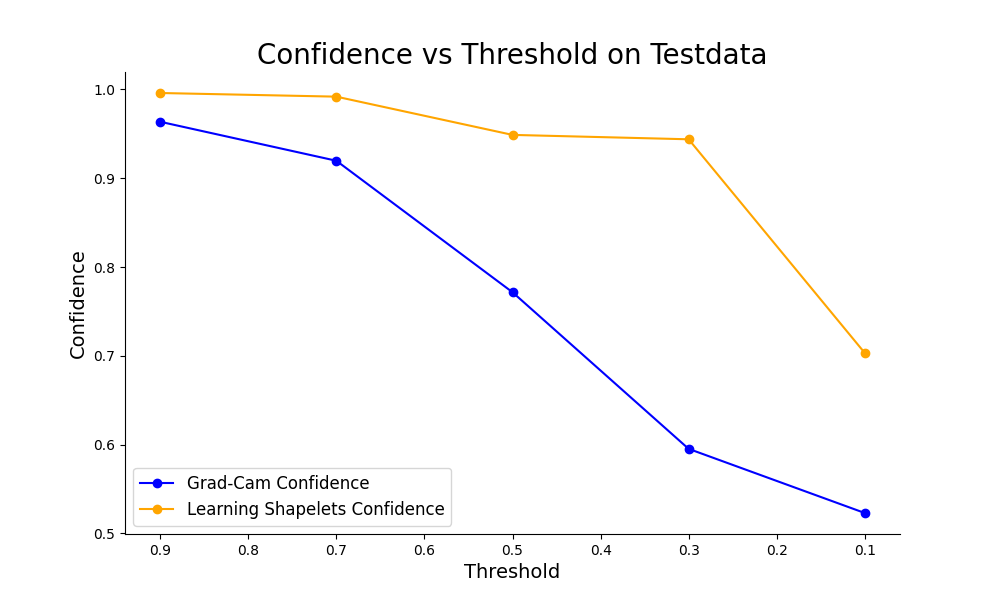 Confidence vs Threshold on Testdata
Confidence
1.0
0.9
0.8
0.7
0.6
0.5
Grad-Cam Confidence
Learning Shapelets Confidence
0.9 0.8 0.7 0.6 0.5 0.4 0.3 0.2 0.1
Threshold